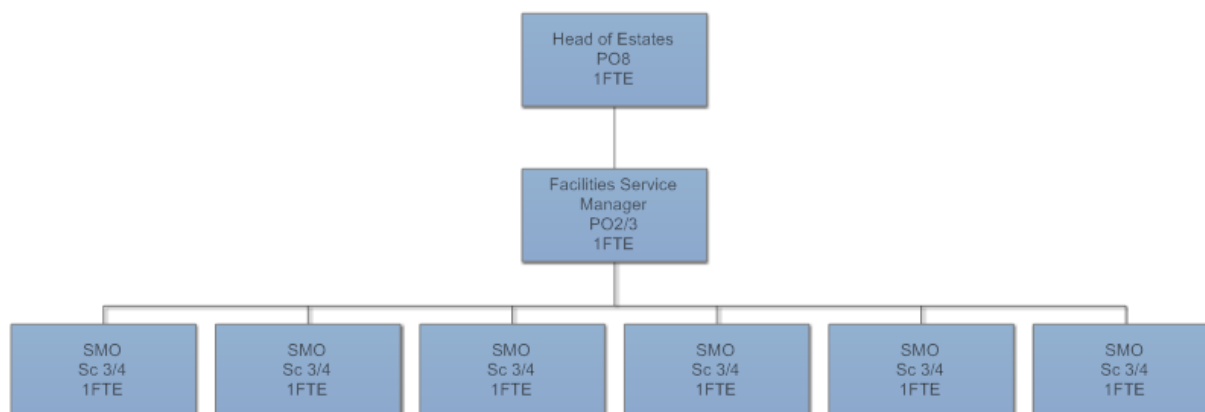 Head of Estates
PO8
1FTE
Facilities Service
Manager
PO2/3
1FTE
SMO
Sc 3/4
1FTE
SMO
Sc 3/4
1FTE
SMO
Sc 3/4
1FTE
SMO
Sc 3/4
1FTE
SMO
Sc 3/4
1FTE
SMO
Sc 3/4
1FTE